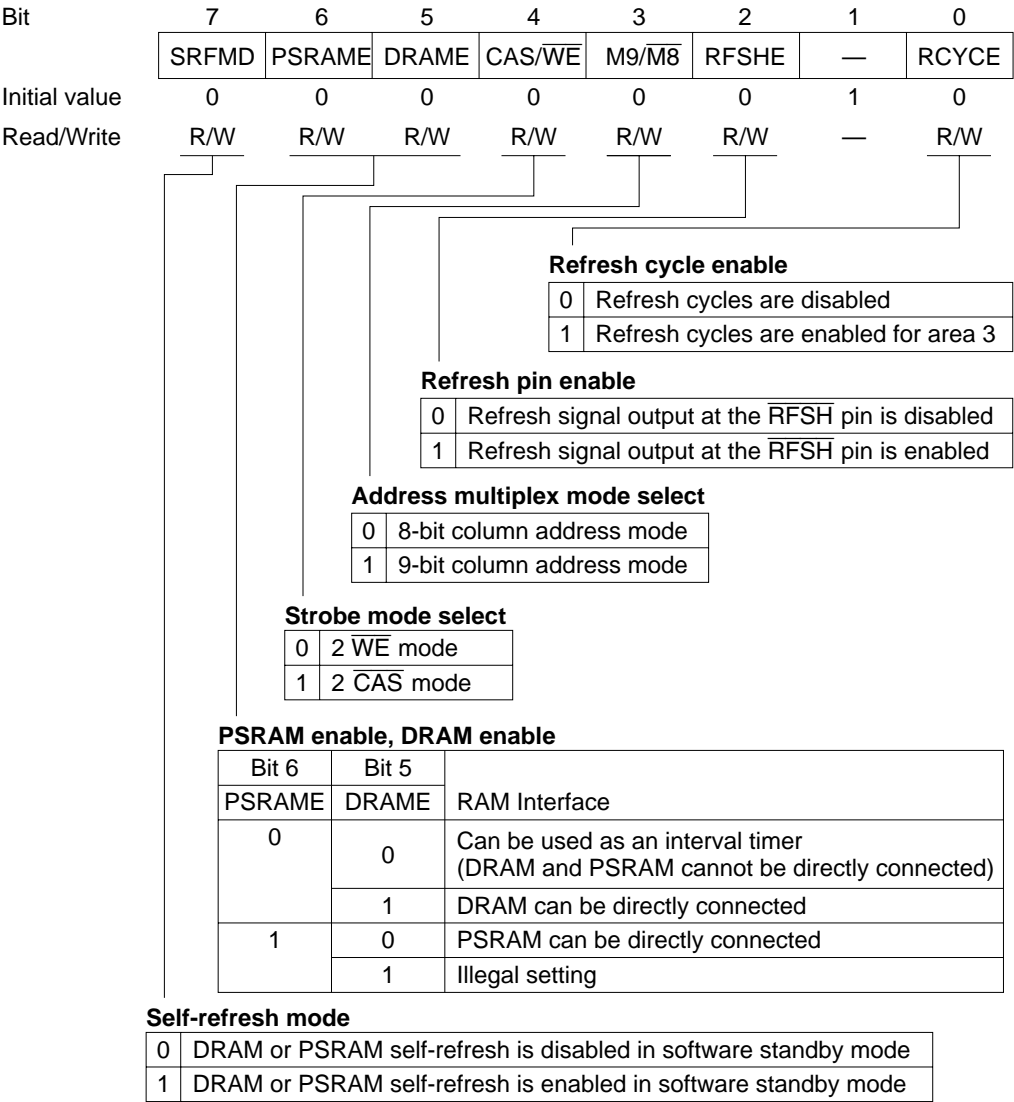 Bit 7 6 5 4 3 2 1 0
SRFMD PSRAME DRAME CAS/W̅E̅ M9/M̅8̅ RFSHE — RCYCE
Initial value 0 0 0 0 0 0 1 0
Read/Write R/W R/W R/W R/W R/W R/W — R/W
Refresh cycle enable
0 Refresh cycles are disabled
1 Refresh cycles are enabled for area 3
Refresh pin enable
0 Refresh signal output at the R̅F̅S̅H̅ pin is disabled
1 Refresh signal output at the R̅F̅S̅H̅ pin is enabled
Address multiplex mode select
0 8-bit column address mode
1 9-bit column address mode
Strobe mode select
0 2 W̅E̅ mode
1 2 C̅A̅S̅ mode
PSRAM enable, DRAM enable
Bit 6 Bit 5
PSRAME DRAME RAM Interface
0 0 Can be used as an interval timer
(DRAM and PSRAM cannot be directly connected)
1 DRAM can be directly connected
1 0 PSRAM can be directly connected
1 Illegal setting
Self-refresh mode
0 DRAM or PSRAM self-refresh is disabled in software standby mode
1 DRAM or PSRAM self-refresh is enabled in software standby mode